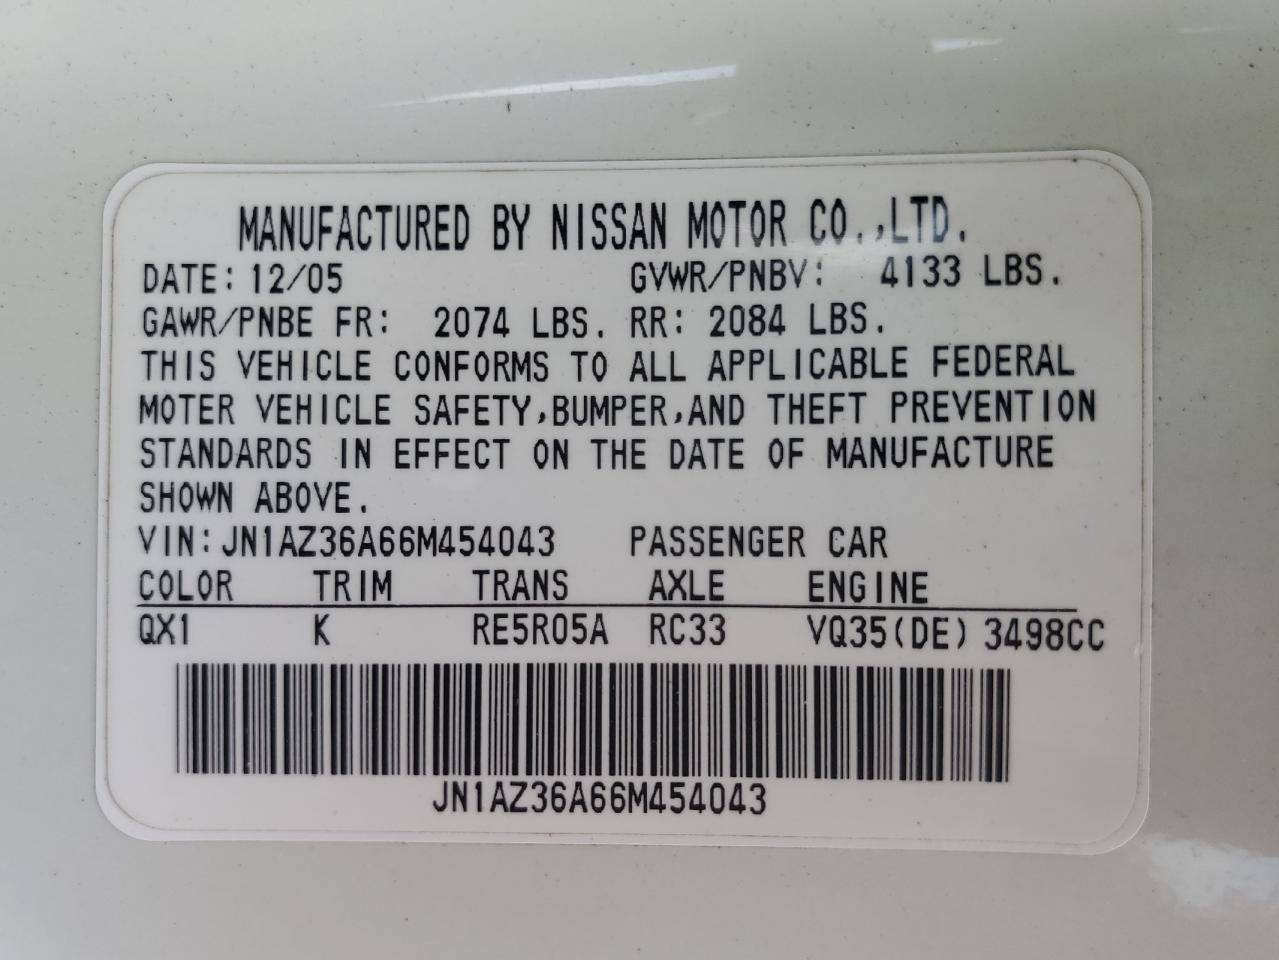 MANUFACTURED BY NISSAN MOTOR CO.,LTD.
DATE: 12/05 GVWR/PNBV: 4133 LBS.
GAWR/PNBE FR: 2074 LBS. RR: 2084 LBS.
THIS VEHICLE CONFORMS TO ALL APPLICABLE FEDERAL
MOTER VEHICLE SAFETY,BUMPER,AND THEFT PREVENTION
STANDARDS IN EFFECT ON THE DATE OF MANUFACTURE
SHOWN ABOVE.
VIN: JN1AZ36A66M454043 PASSENGER CAR
COLOR TRIM TRANS AXLE ENGINE
QX1 K RE5R05A RC33 VQ35(DE) 3498CC
JN1AZ36A66M454043